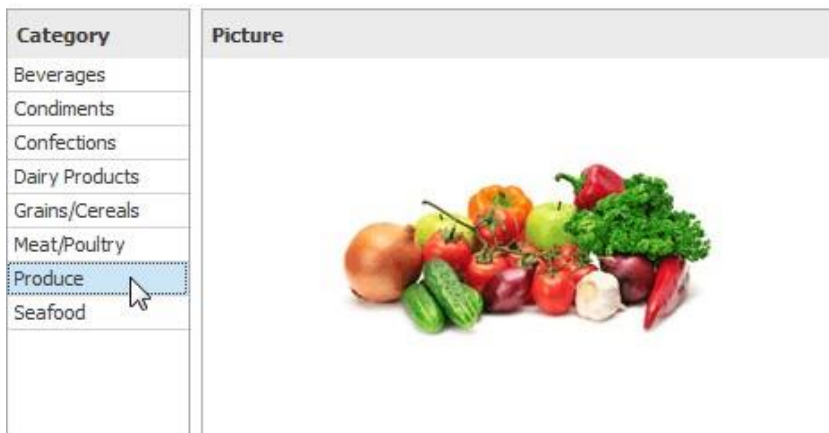 Category
Picture
Beverages
Condiments
Confections
Dairy Products
Grains/Cereals
Meat/Poultry
Produce
Seafood